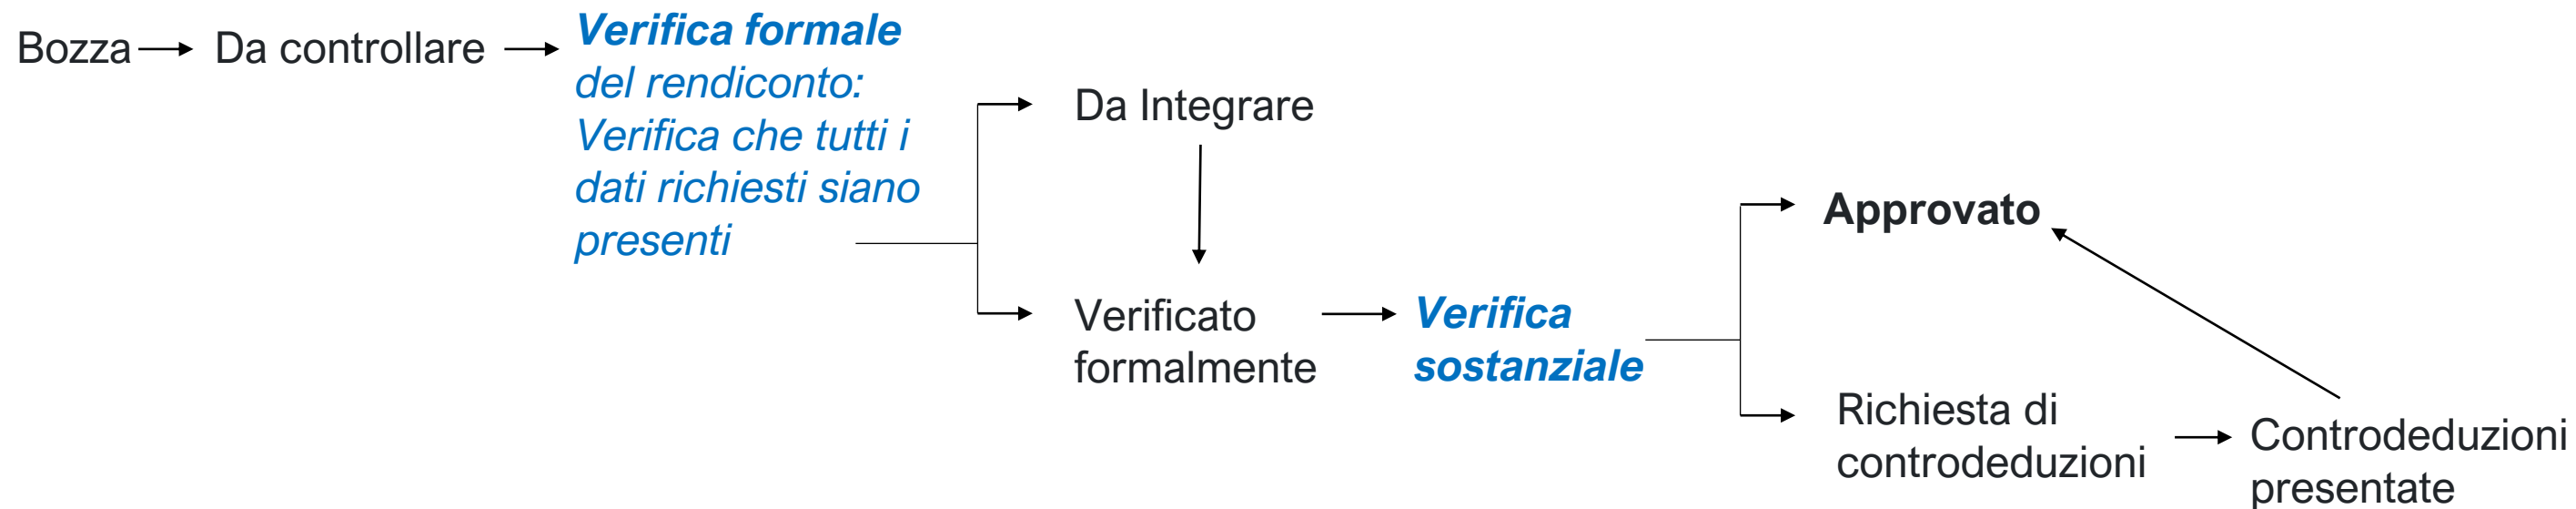 Bozza
Da controllare
Verifica formale
del rendiconto:
Verifica che tutti i
dati richiesti siano
presenti
Da Integrare
Verificato
formalmente
Verifica
sostanziale
Approvato
Richiesta di
controdeduzioni
Controdeduzioni
presentate